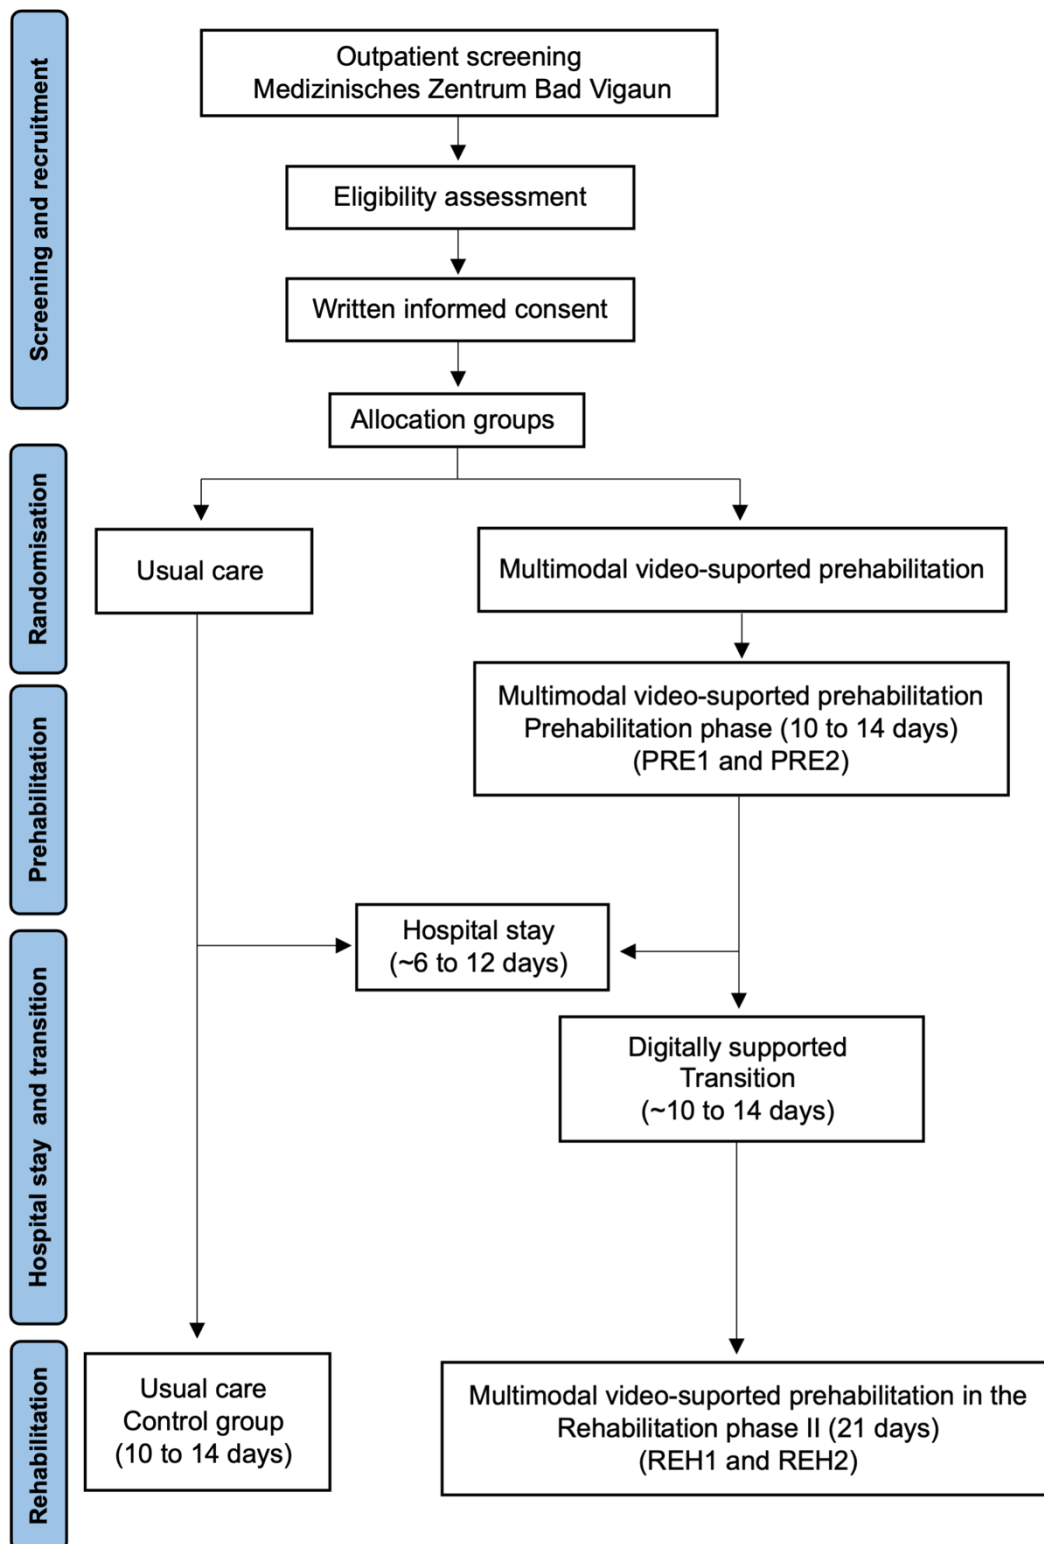 Screening and recruitment
Outpatient screening
Medizinisches Zentrum Bad Vigaun
Eligibility assessment
Written informed consent
Allocation groups
Randomisation
Usual care
Multimodal video-suported prehabilitation
Prehabilitation
Multimodal video-suported prehabilitation
Prehabilitation phase (10 to 14 days)
(PRE1 and PRE2)
Hospital stay and transition
Hospital stay
(~6 to 12 days)
Digitally supported
Transition
(~10 to 14 days)
Rehabilitation
Usual care
Control group
(10 to 14 days)
Multimodal video-suported prehabilitation in the
Rehabilitation phase II (21 days)
(REH1 and REH2)